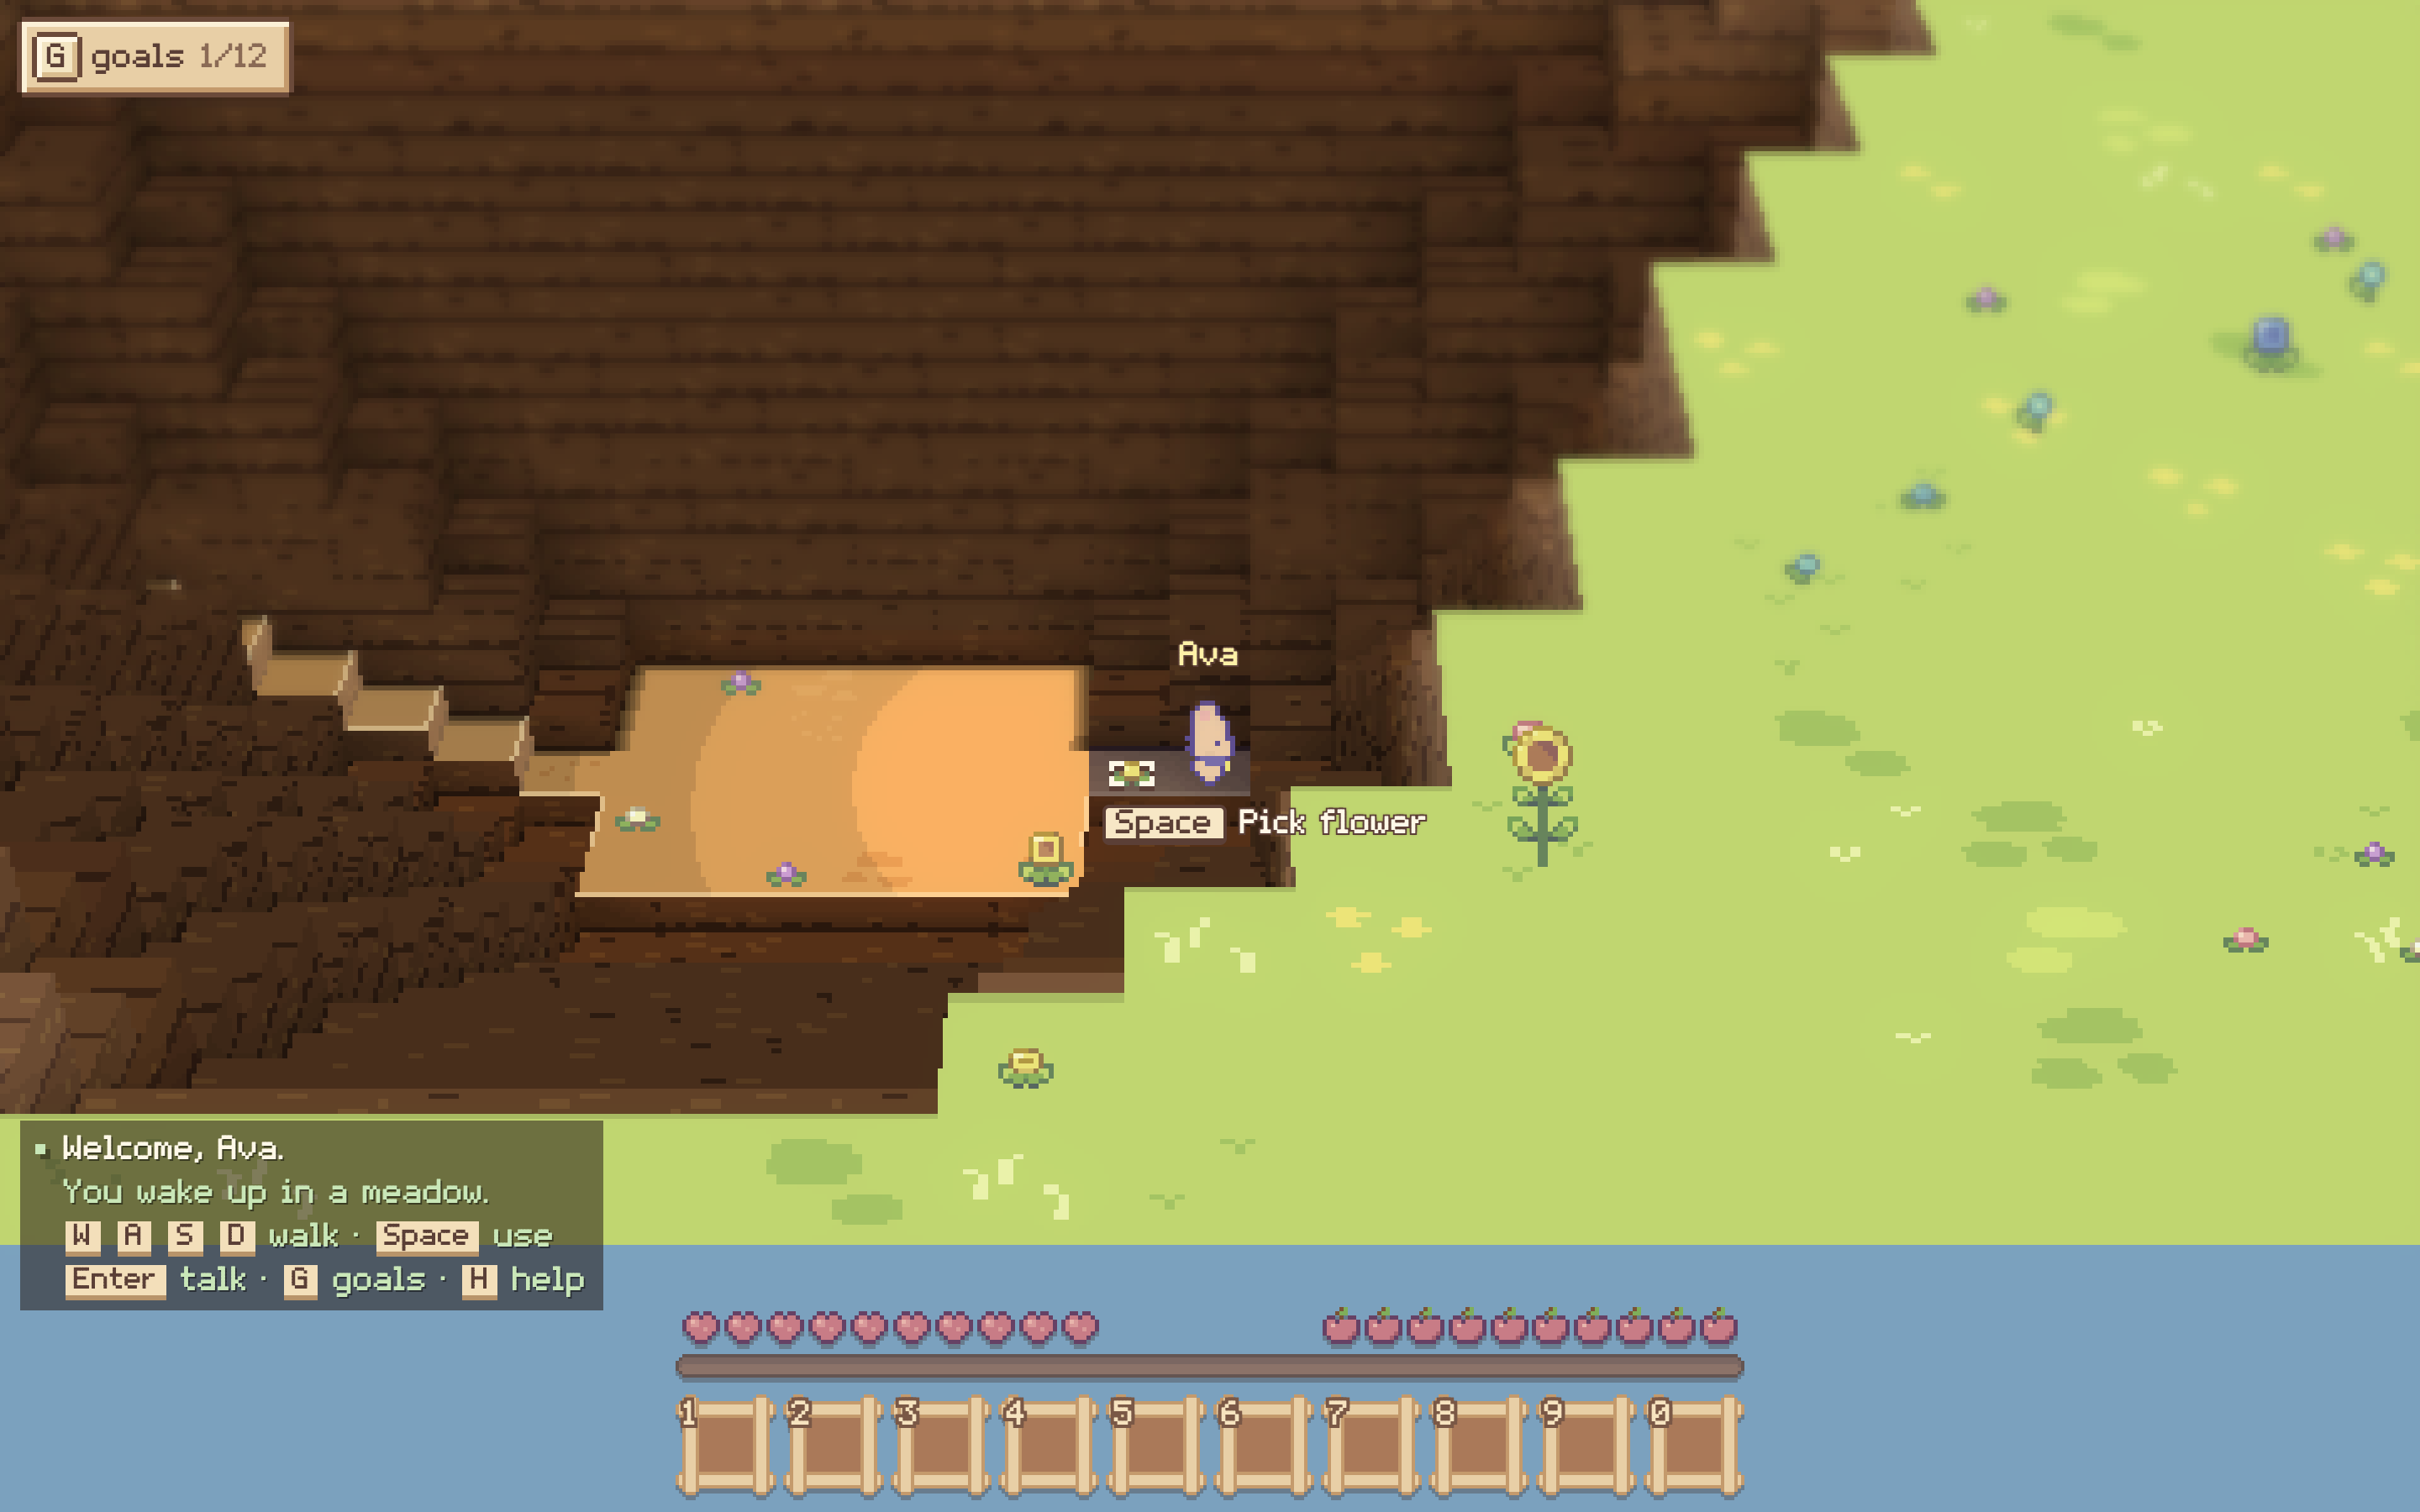 G goals 1/12
Ava
Space Pick flower
Welcome, Ava.
You wake up in a meadow.
W A S D walk · Space use
Enter talk · G goals · H help
1 2 3 4 5 6 7 8 9 0